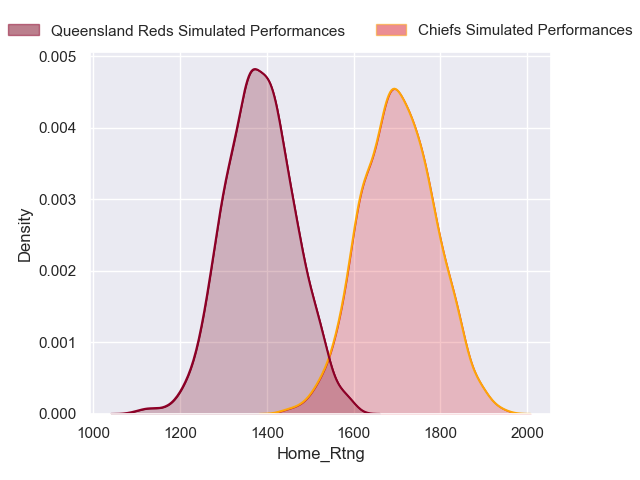 Queensland Reds Simulated Performances Chiefs Simulated Performances
0.005
0.004
0.003
0.002
0.001
0.000
Density
1000 1200 1400 1600 1800 2000
Home_Rtng